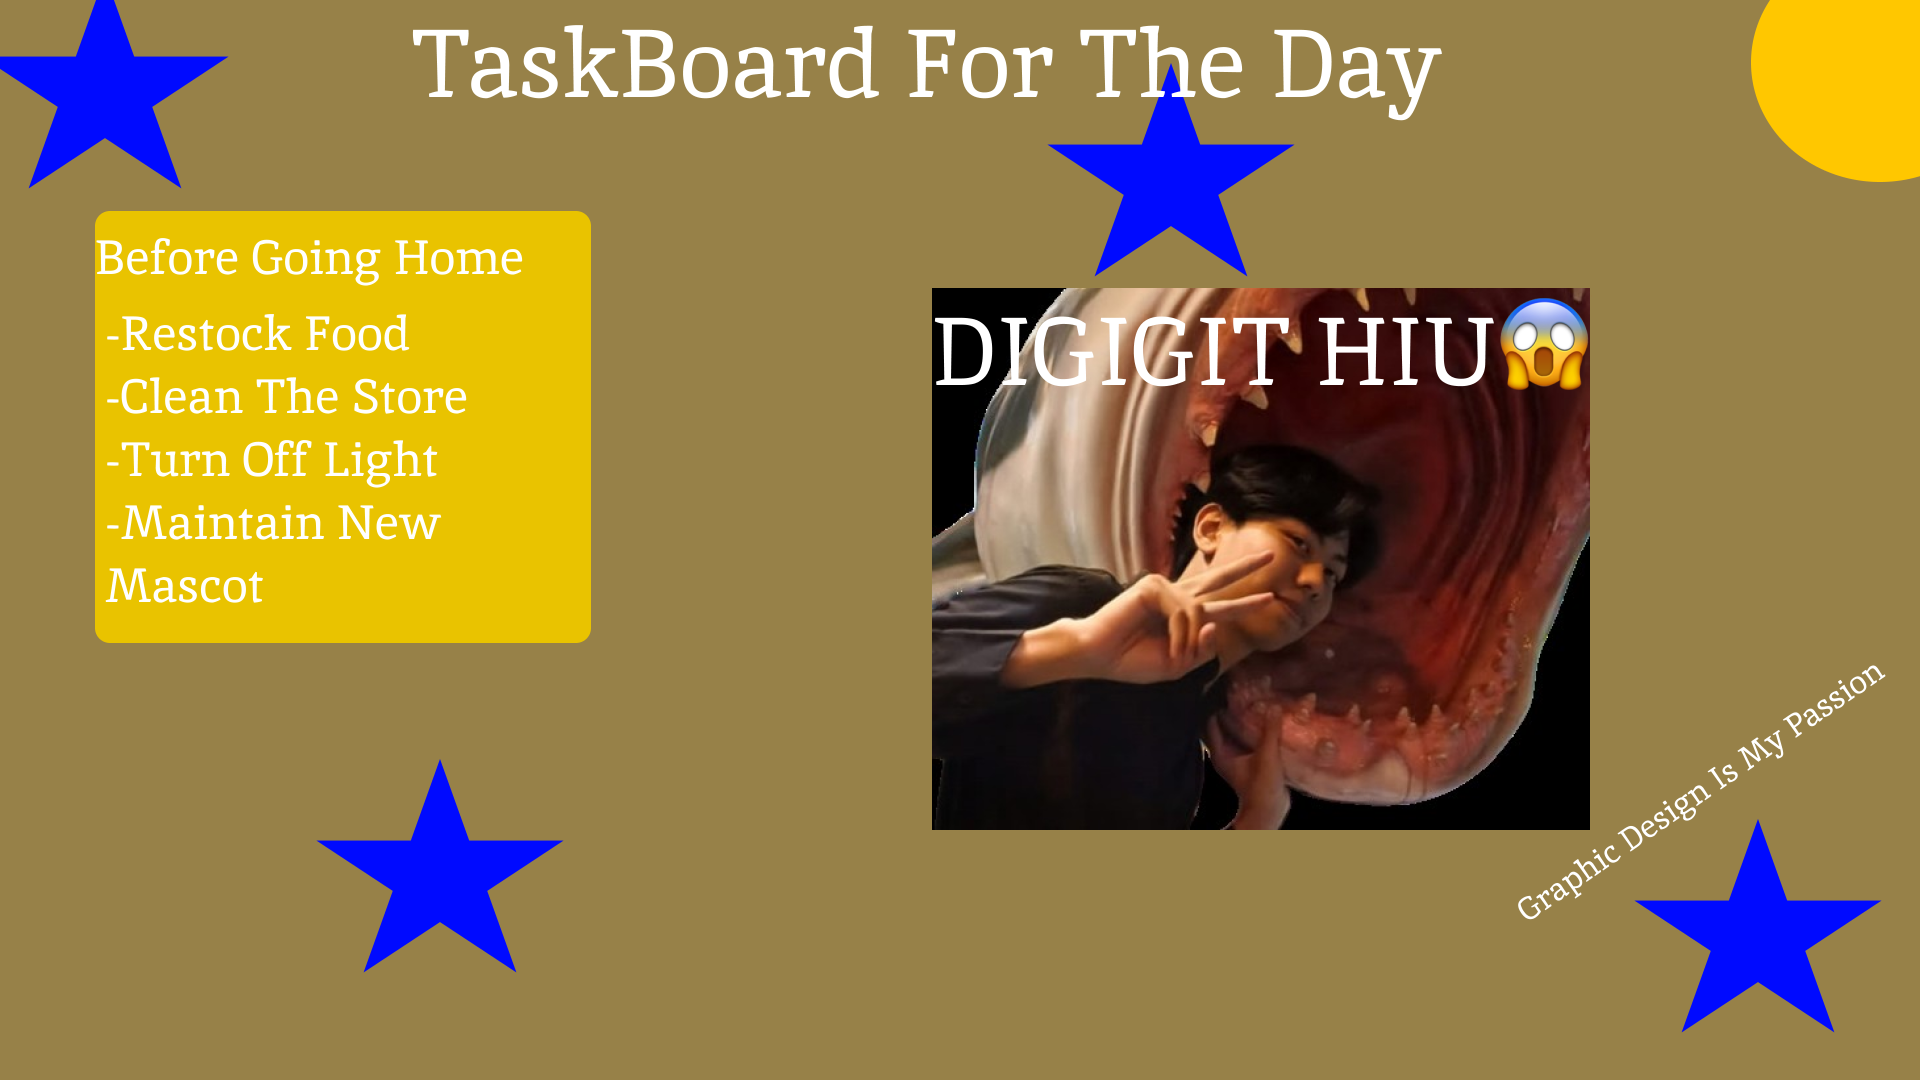 TaskBoard For The Day
Before Going Home
-Restock Food
-Clean The Store
-Turn Off Light
-Maintain New
Mascot
DIGIGIT HIU😱
Graphic Design Is My Passion